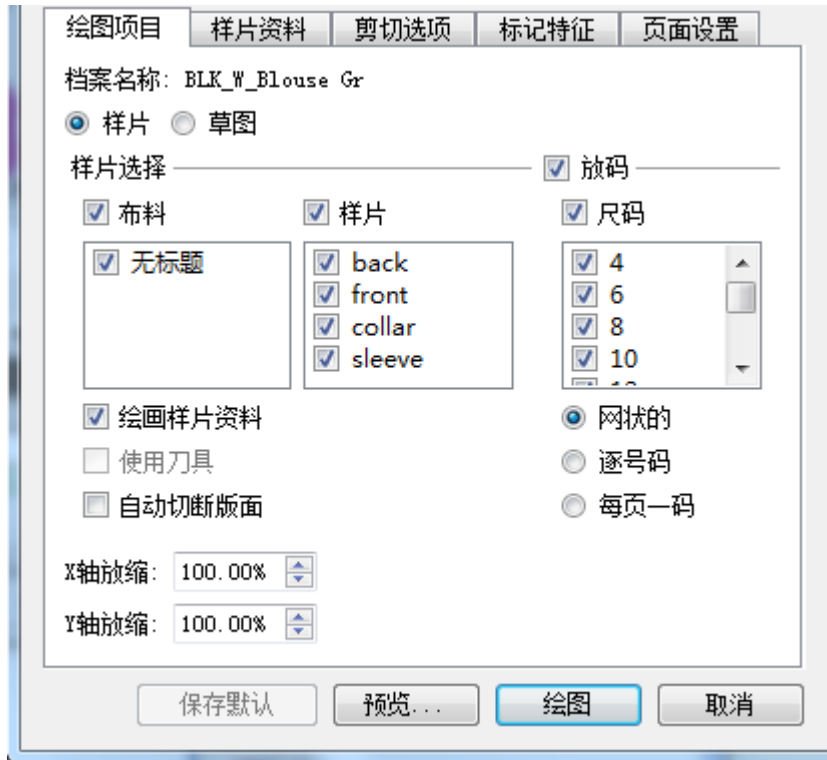 绘图项目 样片资料 剪切选项 标记特征 页面设置
档案名称: BLK_W_Blouse Gr
样片 草图
样片选择 放码
布料 样片 尺码
无标题 back 4
front 6
collar 8
sleeve 10
绘画样片资料 网状的
使用刀具 逐号码
自动切断版面 每页一码
X轴放缩: 100.00%
Y轴放缩: 100.00%
保存默认 预览... 绘图 取消